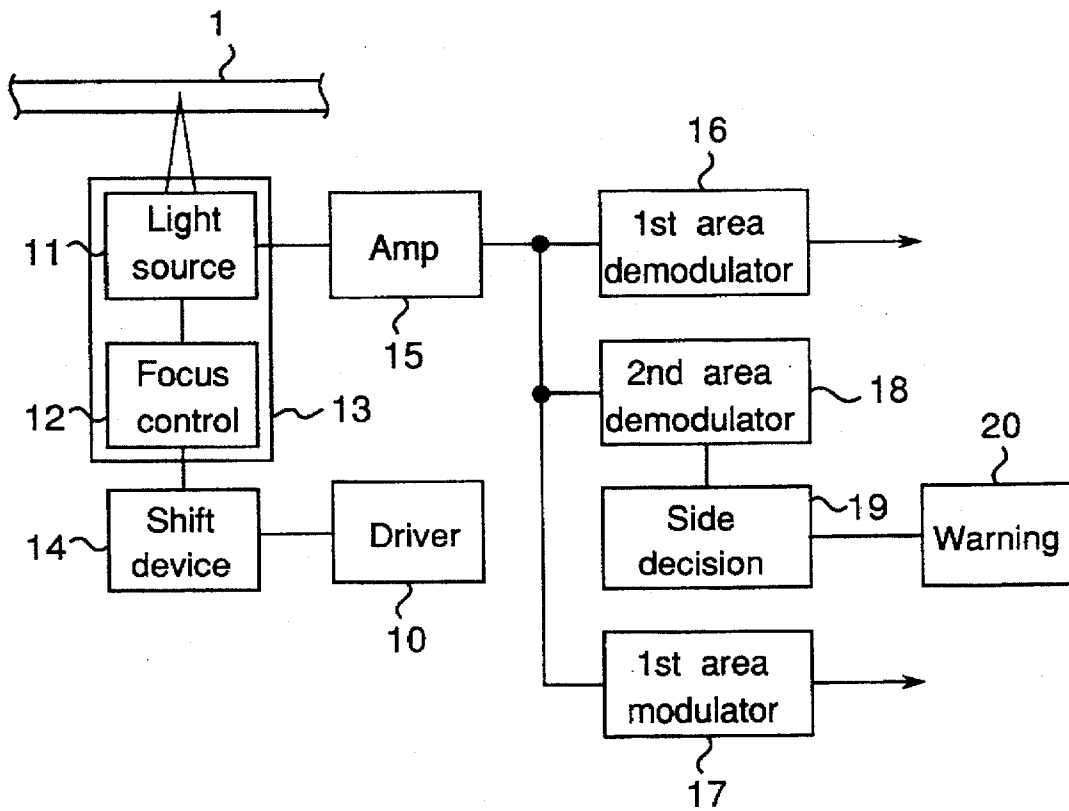 1
16
Light
source
11
Amp
15
1st area
demodulator
Focus
control
12
13
2nd area
demodulator
18
20
Shift
device
14
Driver
10
Side
decision
19
Warning
1st area
modulator
17